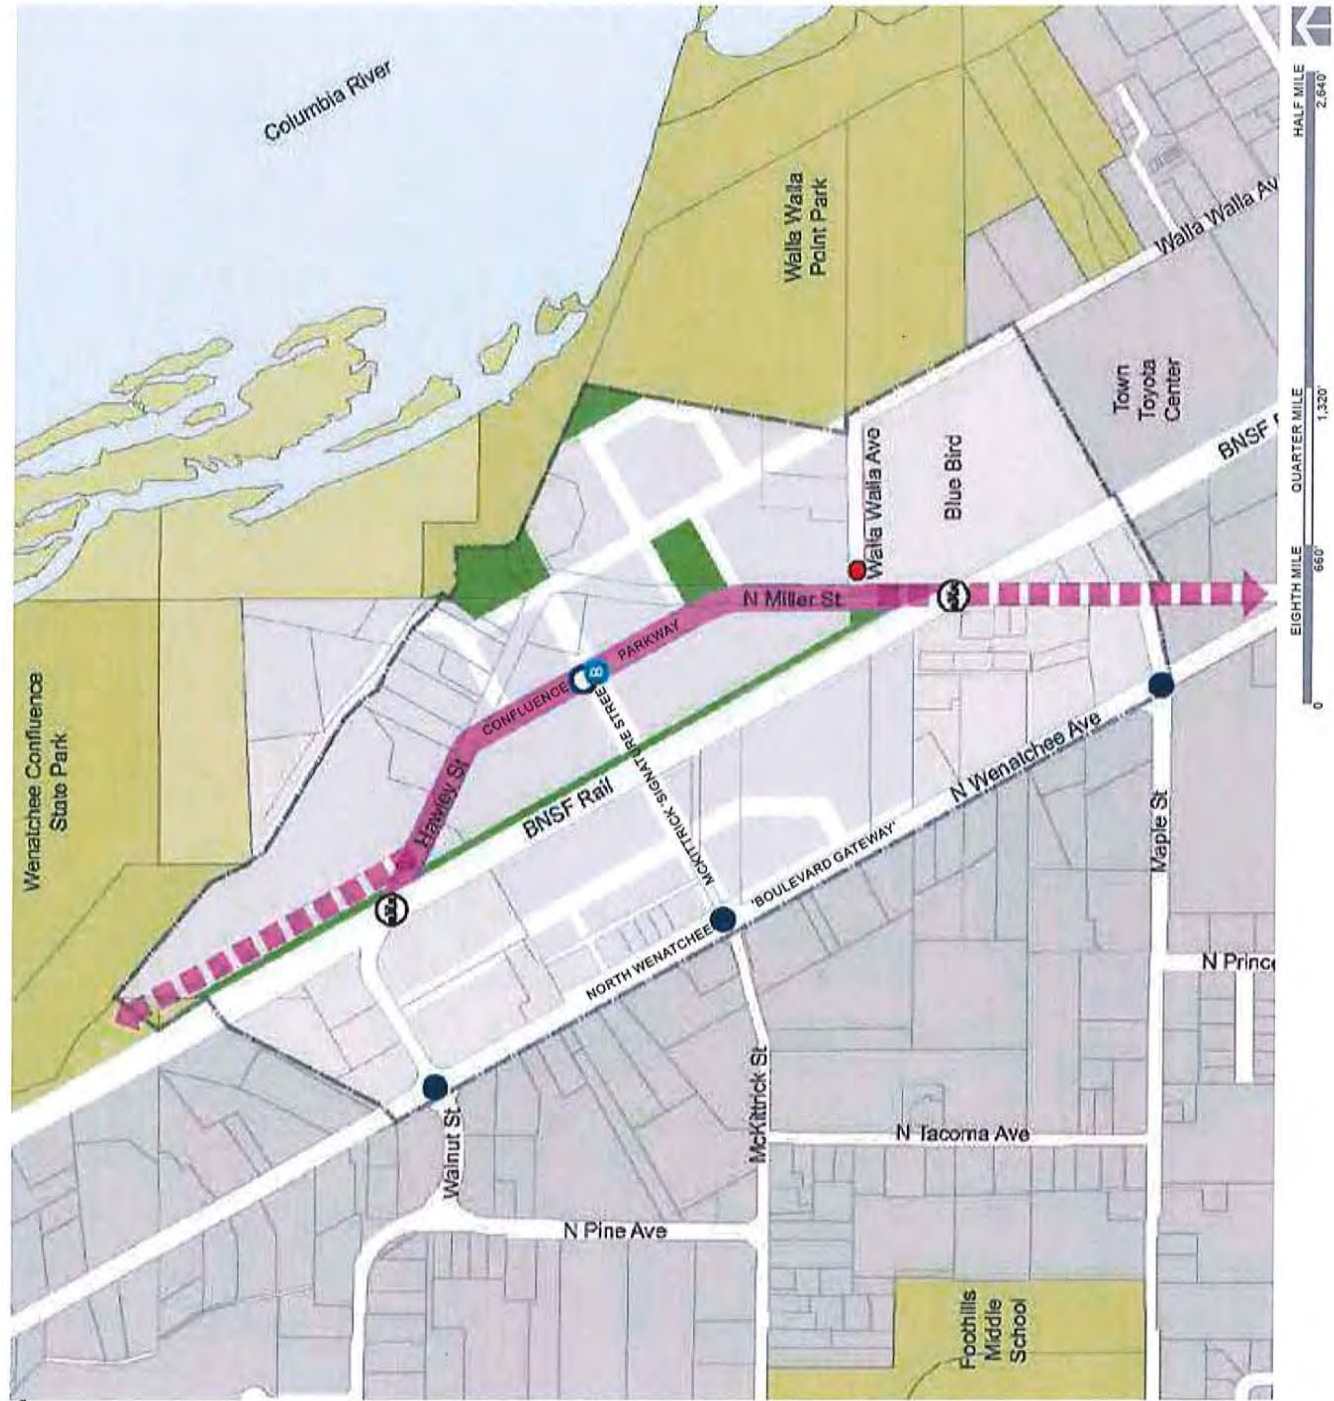 Columbia River
HALF MILE
2,640'
Walla Walla
Point Park
Walla Walla Av
Town
Toyota
Center
QUARTER MILE
1,320'
BNSF
Walla Walla Ave
Blue Bird
EIGHTH MILE
660'
0
N Miller St
PARKWAY
CONFLUENCE
B
Wenatchee Confluence
State Park
Hawley St
BNSF Rail
MCKITTRICK 'SIGNATURE STREE
N Wenatchee Ave
'BOULEVARD GATEWAY'
NORTH WENATCHEE
Maple St
N Prince
McKittrick St
N Tacoma Ave
Walnut St
N Pine Ave
Foothills
Middle
School